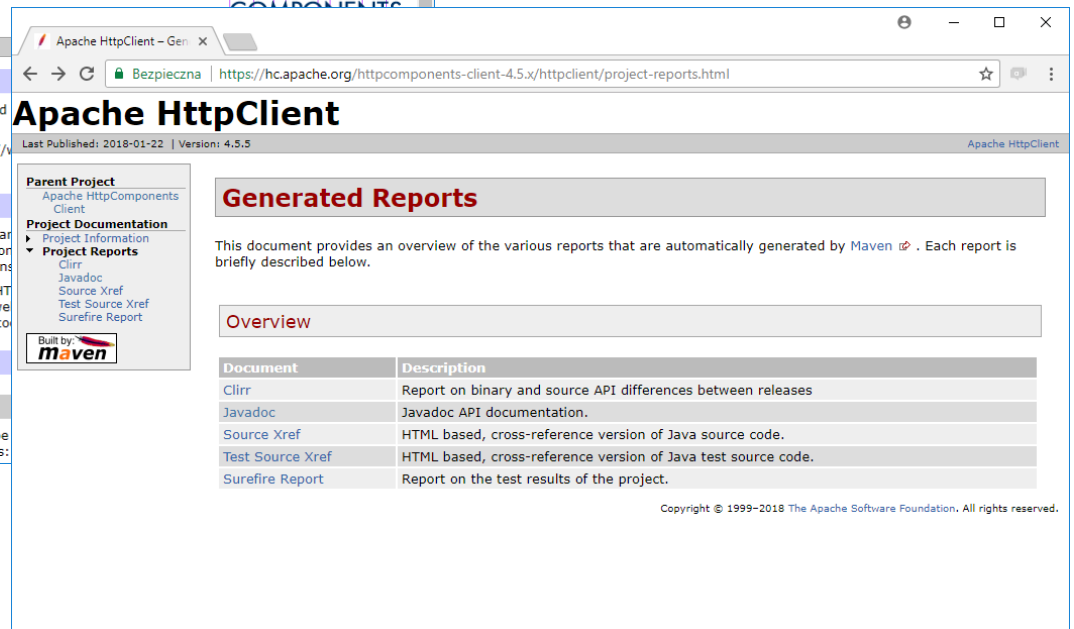 COMPONENTS
Apache HttpClient – Gen
Bezpieczna | https://hc.apache.org/httpcomponents-client-4.5.x/httpclient/project-reports.html
Apache HttpClient
Last Published: 2018-01-22 | Version: 4.5.5
Apache HttpClient
Parent Project
Apache HttpComponents
Client
Project Documentation
Project Information
Project Reports
Clirr
Javadoc
Source Xref
Test Source Xref
Surefire Report
Built by:
maven
Generated Reports
This document provides an overview of the various reports that are automatically generated by Maven . Each report is
briefly described below.
Overview
Document Description
Clirr Report on binary and source API differences between releases
Javadoc Javadoc API documentation.
Source Xref HTML based, cross-reference version of Java source code.
Test Source Xref HTML based, cross-reference version of Java test source code.
Surefire Report Report on the test results of the project.
Copyright © 1999–2018 The Apache Software Foundation. All rights reserved.